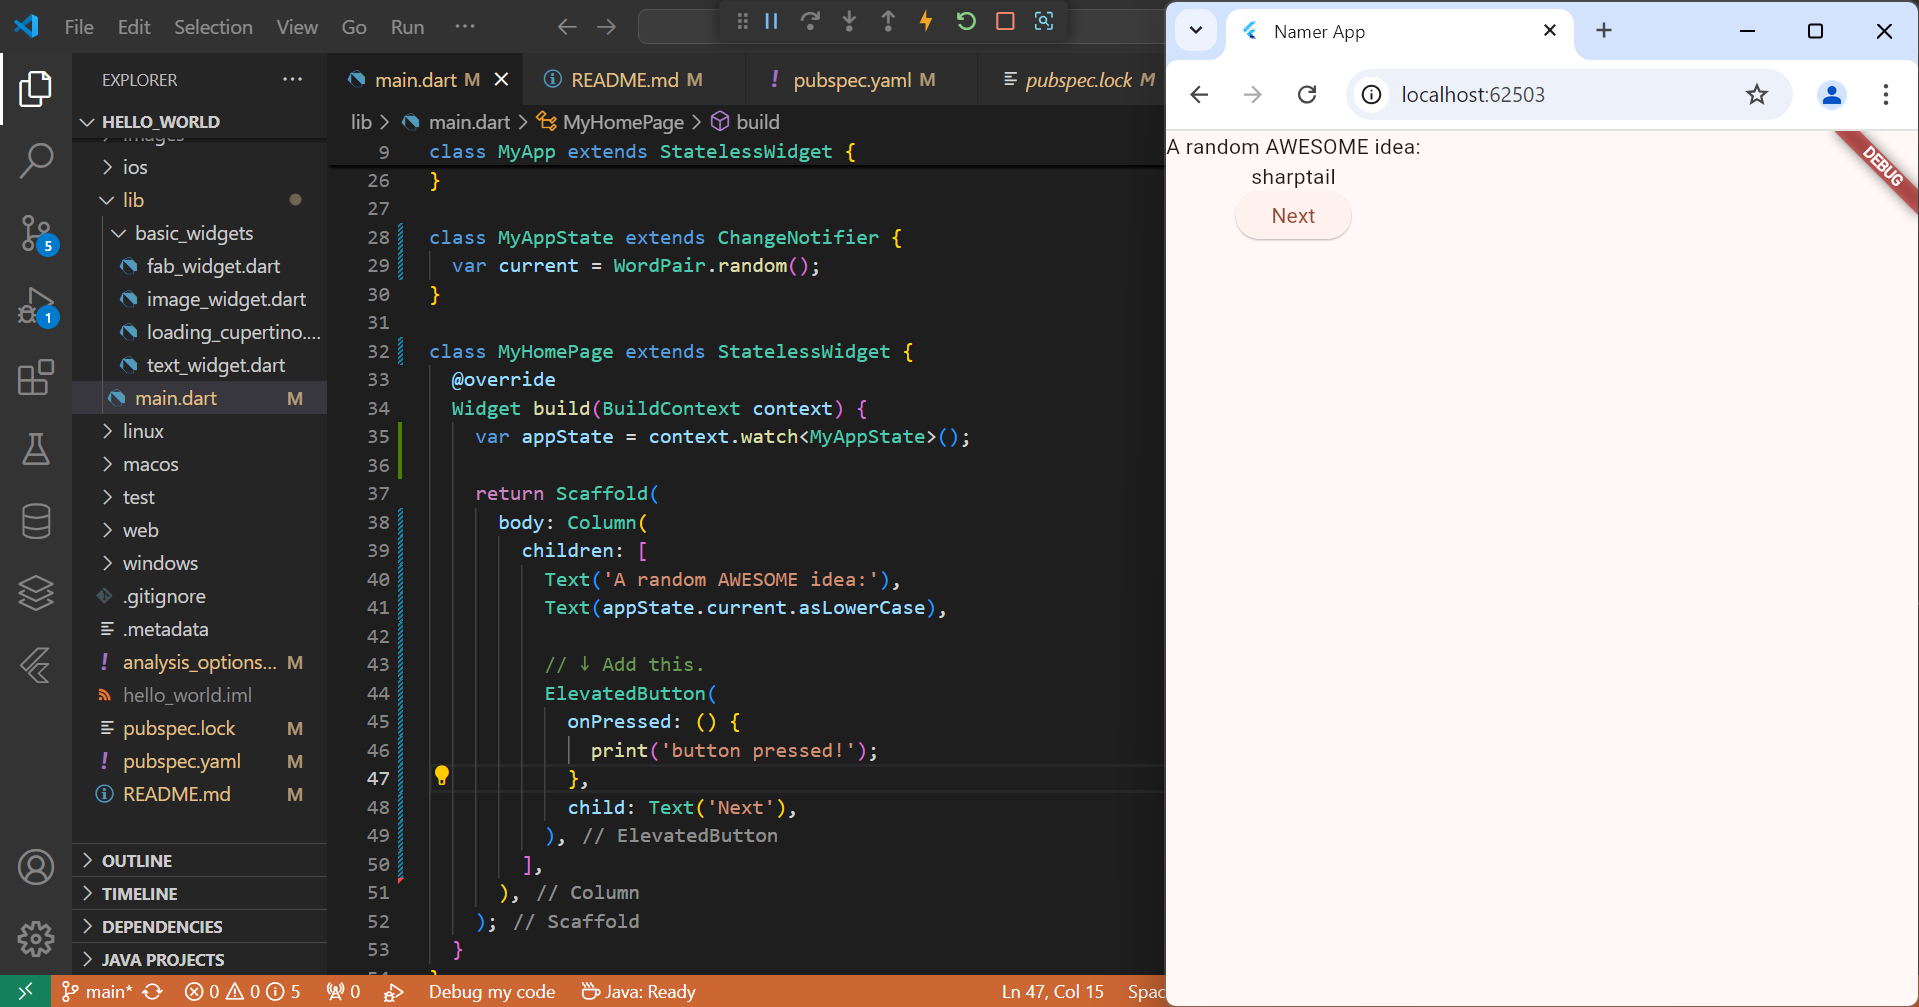 File Edit Selection View Go Run ···
EXPLORER ···
HELLO_WORLD
images
ios
lib
basic_widgets
fab_widget.dart
image_widget.dart
loading_cupertino....
text_widget.dart
main.dart M
linux
macos
test
web
windows
.gitignore
.metadata
analysis_options... M
hello_world.iml
pubspec.lock M
pubspec.yaml M
README.md M
OUTLINE
TIMELINE
DEPENDENCIES
JAVA PROJECTS
5
1
main.dart M README.md M pubspec.yaml M pubspec.lock M
lib > main.dart > MyHomePage > build
9 class MyApp extends StatelessWidget {
26 }
27
28 class MyAppState extends ChangeNotifier {
29 var current = WordPair.random();
30 }
31
32 class MyHomePage extends StatelessWidget {
33 @override
34 Widget build(BuildContext context) {
35 var appState = context.watch<MyAppState>();
36
37 return Scaffold(
38 body: Column(
39 children: [
40 Text('A random AWESOME idea:'),
41 Text(appState.current.asLowerCase),
42
43 // ↓ Add this.
44 ElevatedButton(
45 onPressed: () {
46 print('button pressed!');
47 },
48 child: Text('Next'),
49 ), // ElevatedButton
50 ],
51 ), // Column
52 ); // Scaffold
53 }
54 }
main* 0 0 5 0 Debug my code Java: Ready Ln 47, Col 15 Spac
Namer App
localhost:62503
A random AWESOME idea:
sharptail
Next
DEBUG